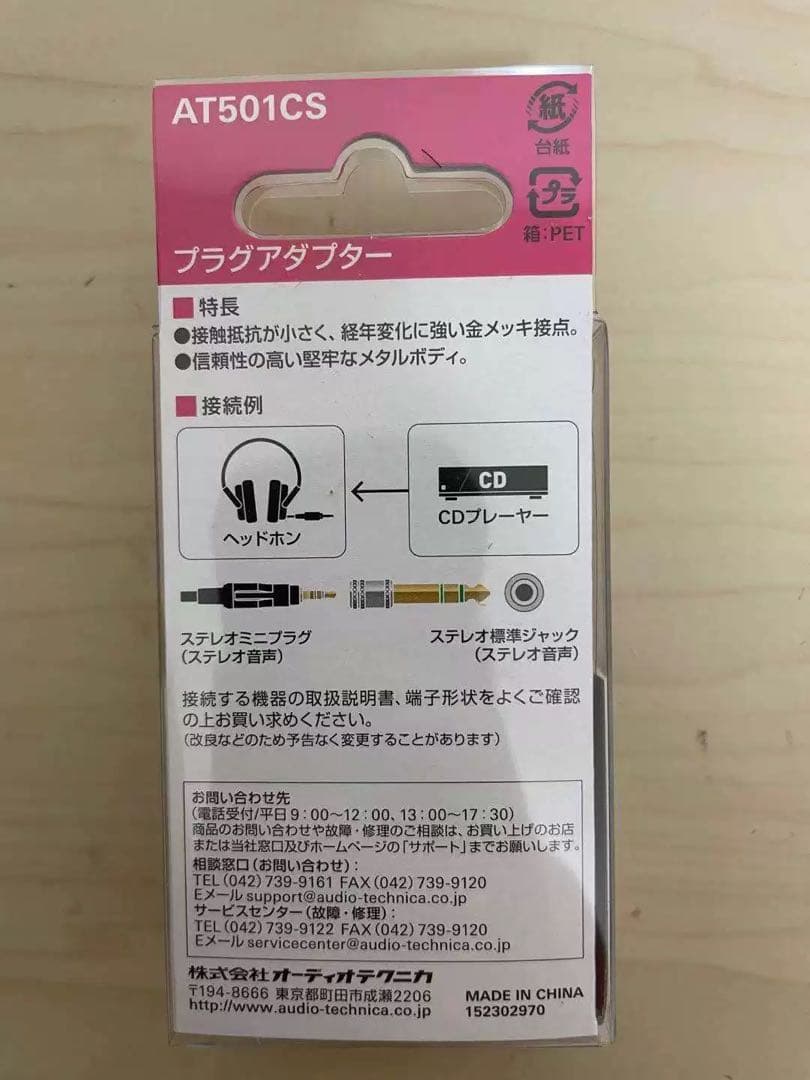 AT501CS
紙
台紙
プラ
箱：PET
プラグアダプター
■ 特長
●接触抵抗が小さく、経年変化に強い金メッキ接点。
●信頼性の高い堅牢なメタルボディ。
■ 接続例
CD
ヘッドホン
CDプレーヤー
ステレオミニプラグ
（ステレオ音声）
ステレオ標準ジャック
（ステレオ音声）
接続する機器の取扱説明書、端子形状をよくご確認
の上お買い求めください。
（改良などのため予告なく変更することがあります）
お問い合わせ先
（電話受付/平日9：00〜12：00、13：00〜17：30）
商品のお問い合わせや故障・修理のご相談は、お買い上げのお店
または当社窓口及びホームページの「サポート」までお願いします。
相談窓口（お問い合わせ）：
TEL（042）739-9161 FAX（042）739-9120
Eメール support@audio-technica.co.jp
サービスセンター（故障・修理）：
TEL（042）739-9122 FAX（042）739-9120
Eメール servicecenter@audio-technica.co.jp
株式会社オーディオテクニカ
〒194-8666 東京都町田市成瀬2206
http://www.audio-technica.co.jp
MADE IN CHINA
152302970